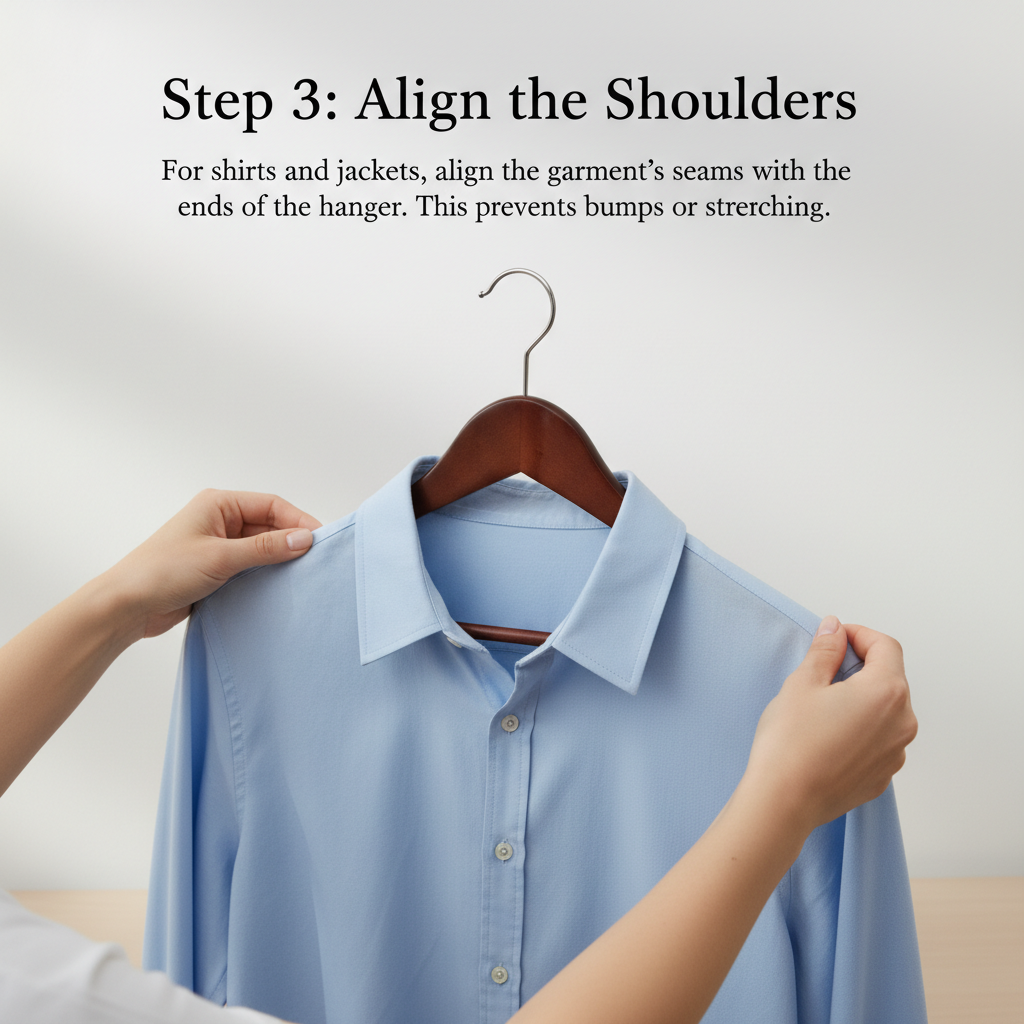 Step 3: Align the Shoulders
For shirts and jackets, align the garment’s seams with the
ends of the hanger. This prevents bumps or strerching.